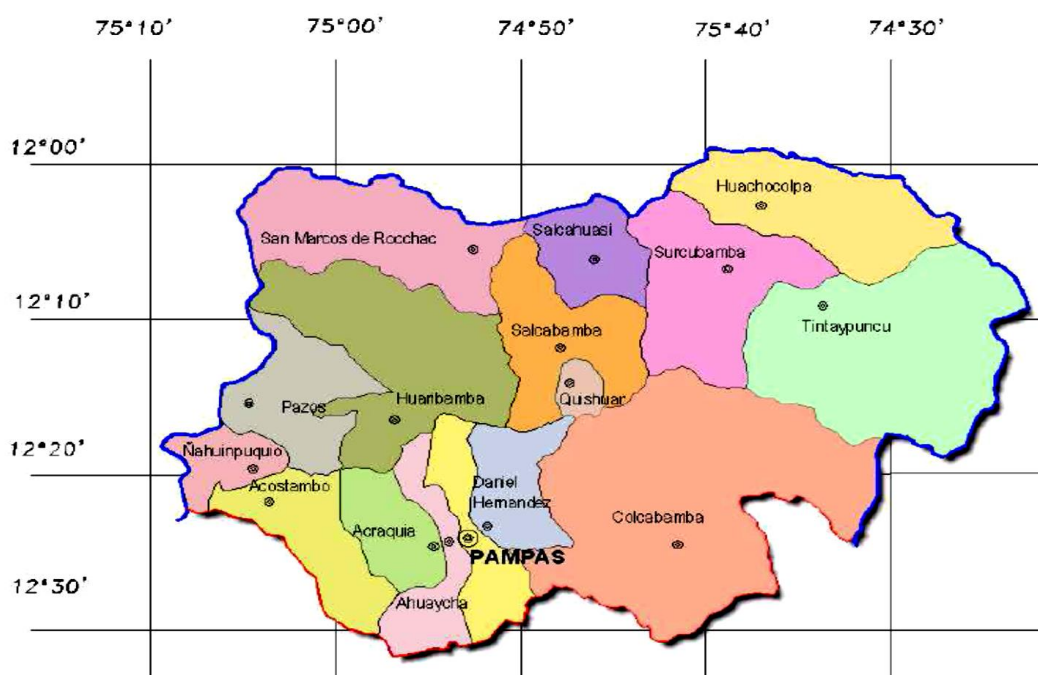 75°10' 75°00' 74°50' 75°40' 74°30'
12°00'
Huachocolpa
San Marcos de Rocchac
Salcahuasi
Surcubamba
12°10'
Tintaypuncu
Salcabamba
Pazos
Huaribamba
Quishuar
12°20'
Ñahuinpuquio
Acostambo
Daniel
Hernandez
Acraquia
Colcabamba
PAMPAS
12°30'
Ahuaycha